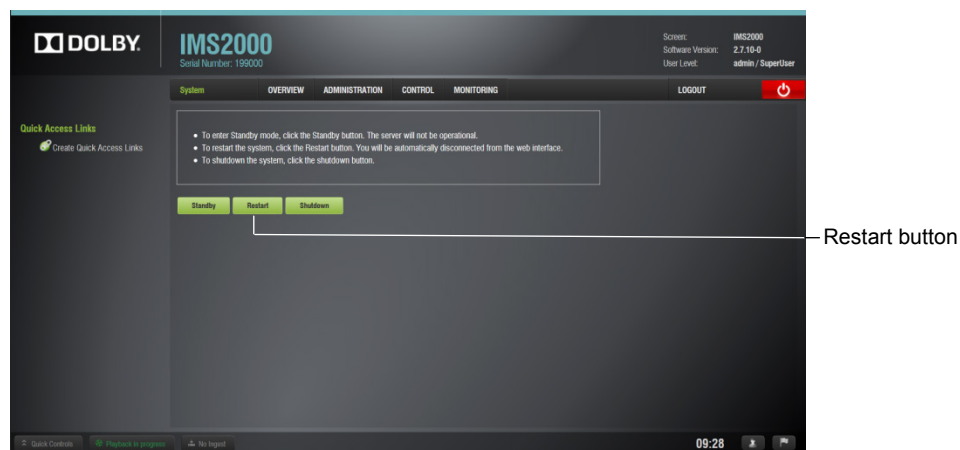 DOLBY.
IMS2000
Serial Number: 199000
Screen: IMS2000
Software Version: 2.7.10-0
User Level: admin / SuperUser
System OVERVIEW ADMINISTRATION CONTROL MONITORING LOGOUT
Quick Access Links
Create Quick Access Links
• To enter Standby mode, click the Standby button. The server will not be operational.
• To restart the system, click the Restart button. You will be automatically disconnected from the web interface.
• To shutdown the system, click the shutdown button.
Standby Restart Shutdown
Restart button
Quick Controls Playback in progress No Ingest 09:28